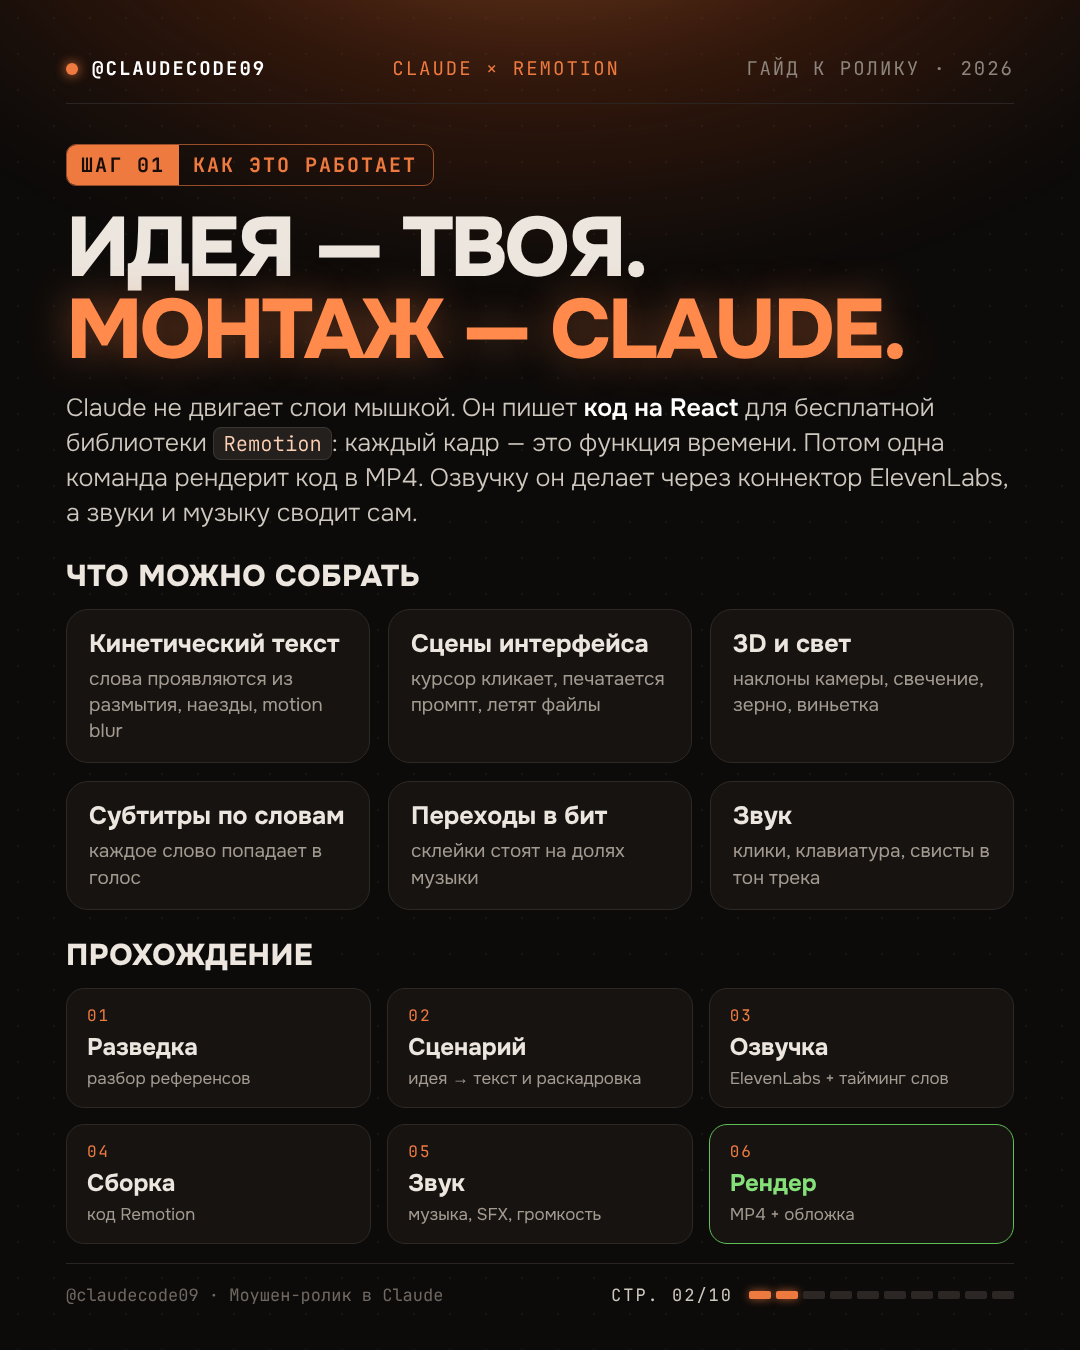 @CLAUDECODE09
CLAUDE × REMOTION
ГАЙД К РОЛИКУ · 2026
ШАГ 01 КАК ЭТО РАБОТАЕТ
ИДЕЯ — ТВОЯ.
МОНТАЖ — CLAUDE.
Claude не двигает слои мышкой. Он пишет код на React для бесплатной
библиотеки Remotion: каждый кадр — это функция времени. Потом одна
команда рендерит код в MP4. Озвучку он делает через коннектор ElevenLabs,
а звуки и музыку сводит сам.
ЧТО МОЖНО СОБРАТЬ
Кинетический текст
слова проявляются из
размытия, наезды, motion
blur
Сцены интерфейса
курсор кликает, печатается
промпт, летят файлы
3D и свет
наклоны камеры, свечение,
зерно, виньетка
Субтитры по словам
каждое слово попадает в
голос
Переходы в бит
склейки стоят на долях
музыки
Звук
клики, клавиатура, свисты в
тон трека
ПРОХОЖДЕНИЕ
01
Разведка
разбор референсов
02
Сценарий
идея → текст и раскадровка
03
Озвучка
ElevenLabs + тайминг слов
04
Сборка
код Remotion
05
Звук
музыка, SFX, громкость
06
Рендер
MP4 + обложка
@claudecode09 · Моушен-ролик в Claude
СТР. 02/10